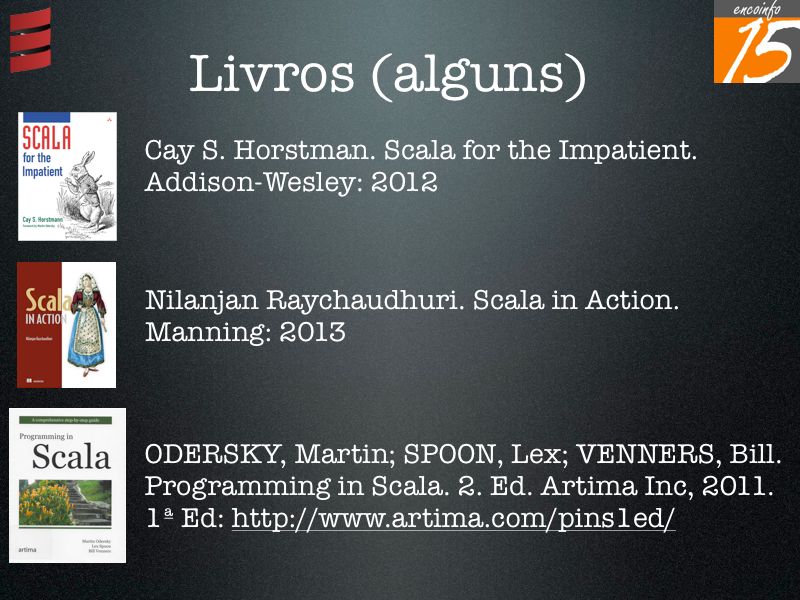 encoinfo
15
Livros (alguns)
SCALA
for the
Impatient
Cay S. Horstmann
Cay S. Horstman. Scala for the Impatient.
Addison-Wesley: 2012
Scala
IN ACTION
Nilanjan Raychaudhuri
MANNING
Nilanjan Raychaudhuri. Scala in Action.
Manning: 2013
A comprehensive step-by-step guide
Programming in
Scala
Martin Odersky
Lex Spoon
Bill Venners
artima
ODERSKY, Martin; SPOON, Lex; VENNERS, Bill.
Programming in Scala. 2. Ed. Artima Inc, 2011.
1ª Ed: http://www.artima.com/pins1ed/